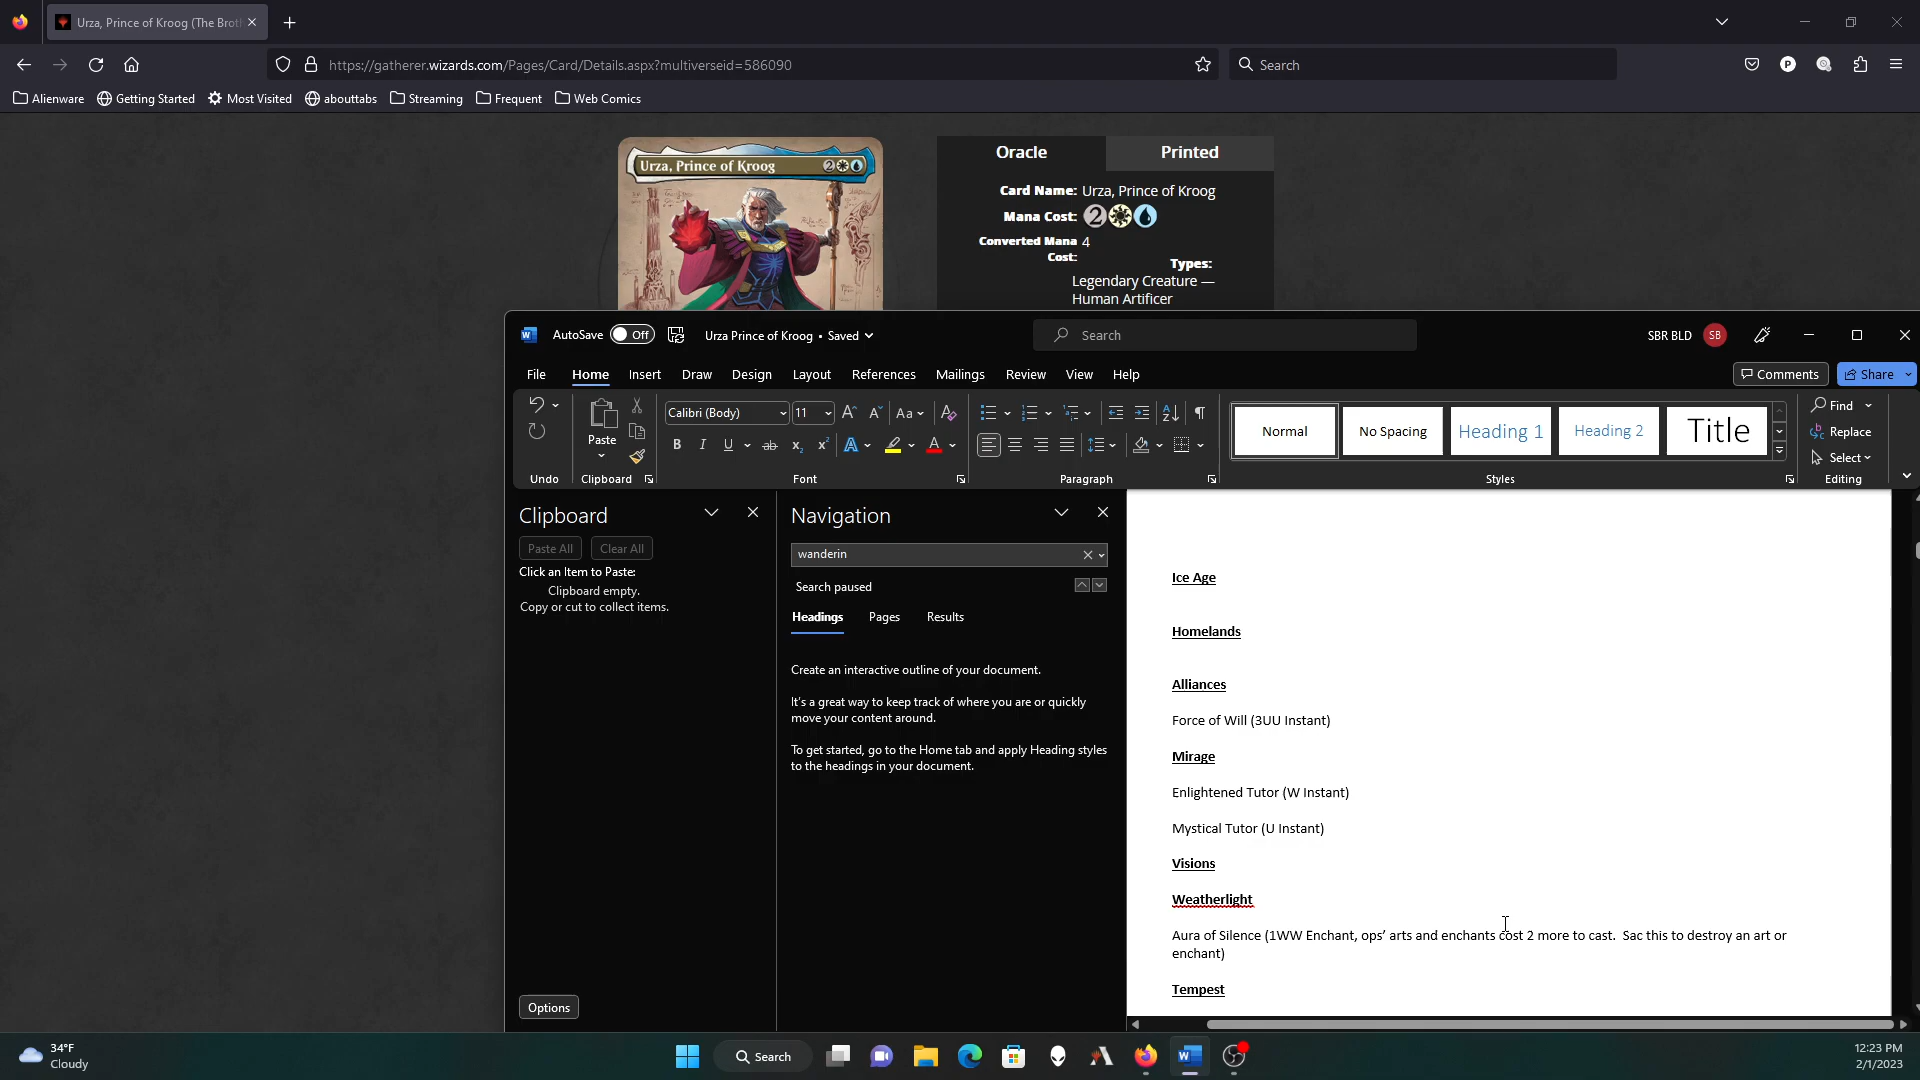 Urza, Prince of Kroog (The Brot
https://gatherer.wizards.com/Pages/Card/Details.aspx?multiverseid=586090
Search
P
Alienware
Getting Started
Most Visited
abouttabs
Streaming
Frequent
Web Comics
Urza, Prince of Kroog 2
Oracle
Printed
Card Name: Urza, Prince of Kroog
Mana Cost: 2
Converted Mana Cost: 4
Types:
Legendary Creature —
Human Artificer
AutoSave Off
Urza Prince of Kroog • Saved
Search
SBR BLD SB
File Home Insert Draw Design Layout References Mailings Review View Help
Comments Share
Paste
Calibri (Body) 11
Normal
No Spacing
Heading 1
Heading 2
Title
Find
Replace
Select
Undo Clipboard Font Paragraph Styles Editing
Clipboard
Paste All Clear All
Click an Item to Paste:
Clipboard empty.
Copy or cut to collect items.
Options
Navigation
wanderin
Search paused
Headings Pages Results
Create an interactive outline of your document.
It's a great way to keep track of where you are or quickly
move your content around.
To get started, go to the Home tab and apply Heading styles
to the headings in your document.
Ice Age
Homelands
Alliances
Force of Will (3UU Instant)
Mirage
Enlightened Tutor (W Instant)
Mystical Tutor (U Instant)
Visions
Weatherlight
Aura of Silence (1WW Enchant, ops' arts and enchants cost 2 more to cast. Sac this to destroy an art or
enchant)
Tempest
34°F
Cloudy
Search
12:23 PM
2/1/2023